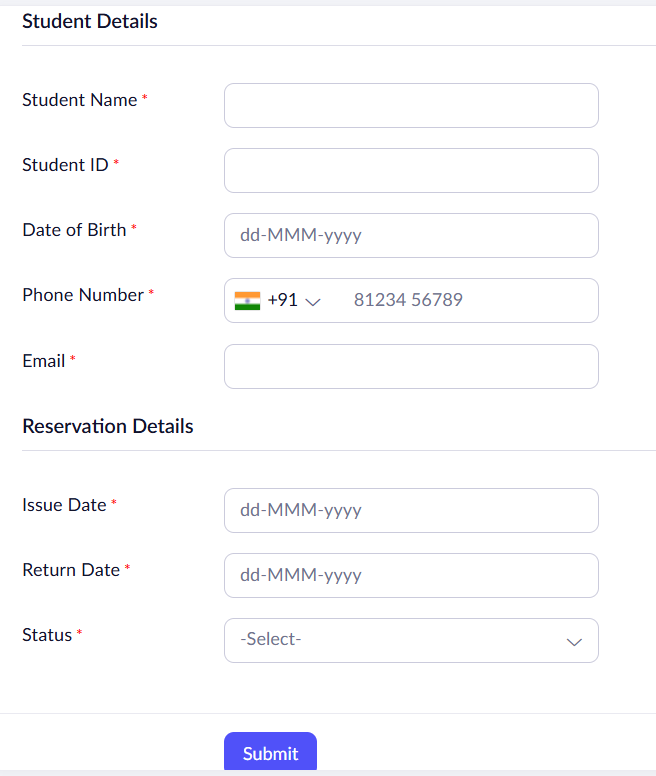 Student Details
Student Name *
Student ID *
Date of Birth * dd-MMM-yyyy
Phone Number * +91 81234 56789
Email *
Reservation Details
Issue Date * dd-MMM-yyyy
Return Date * dd-MMM-yyyy
Status * -Select-
Submit